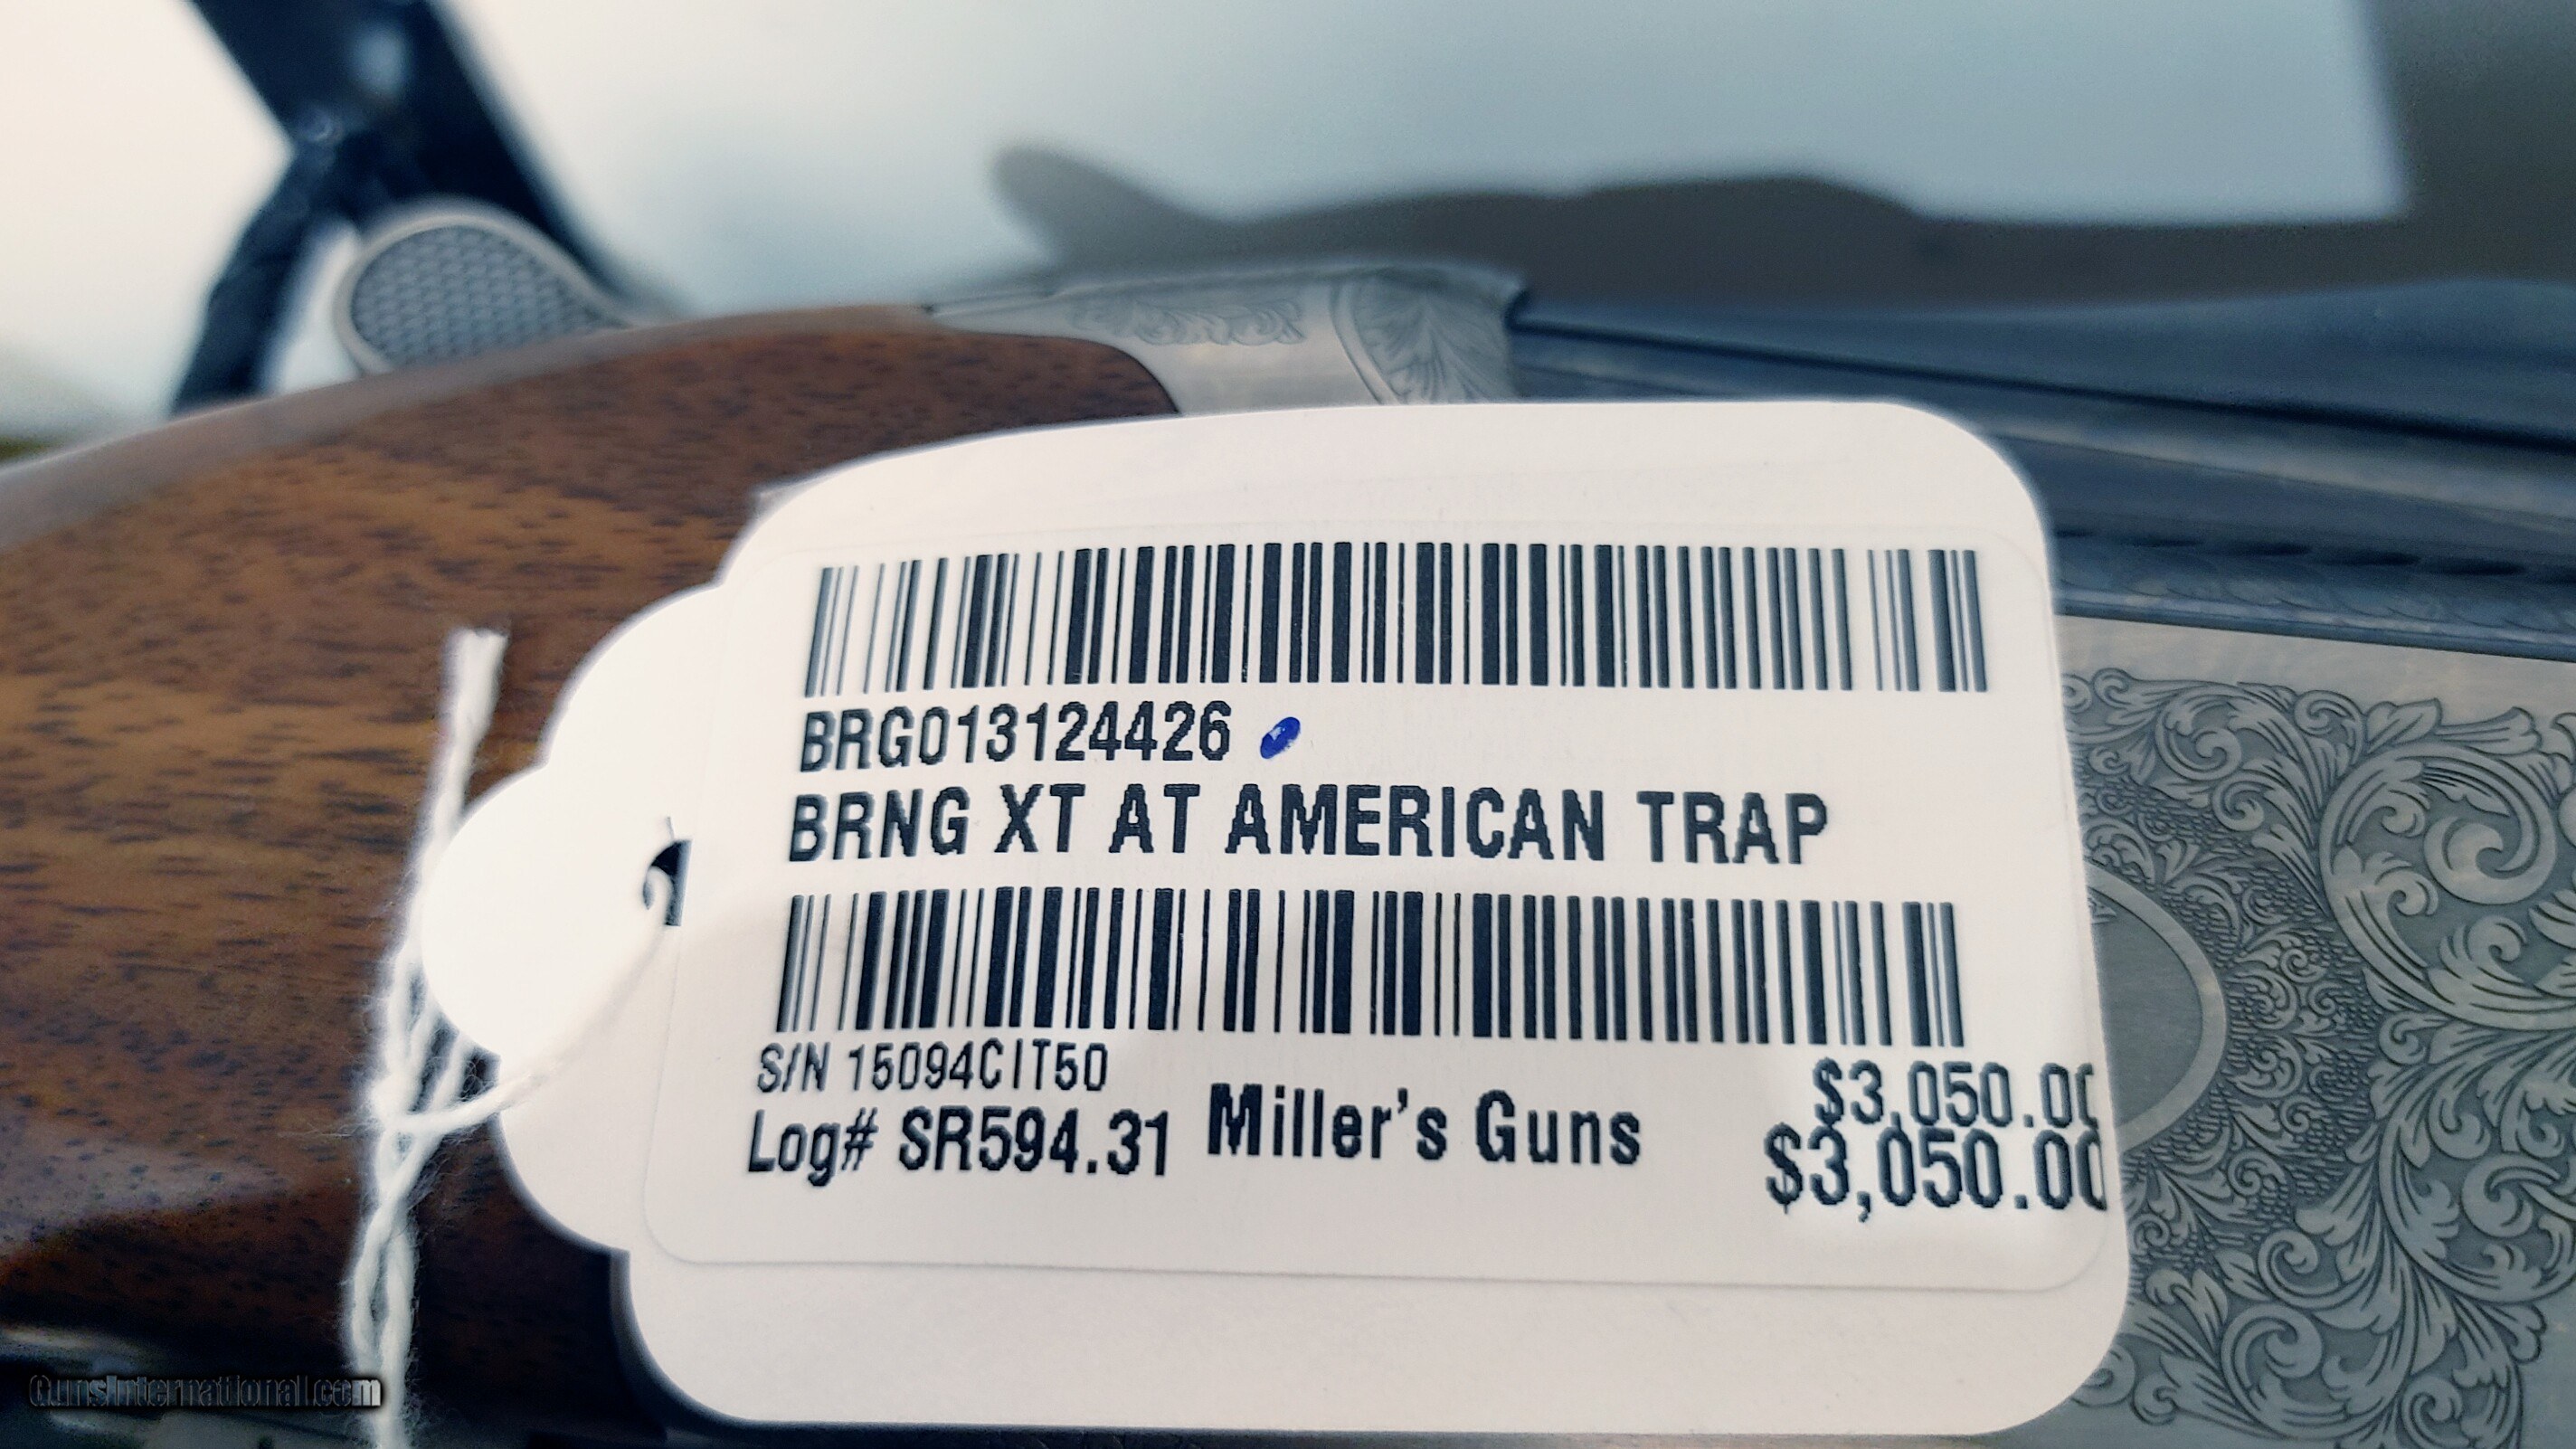 BRG013124426
BRNG XT AT AMERICAN TRAP
S/N 15094CIT50
$3,050.00
Log# SR594.31 Miller's Guns $3,050.00
GunsInternational.com